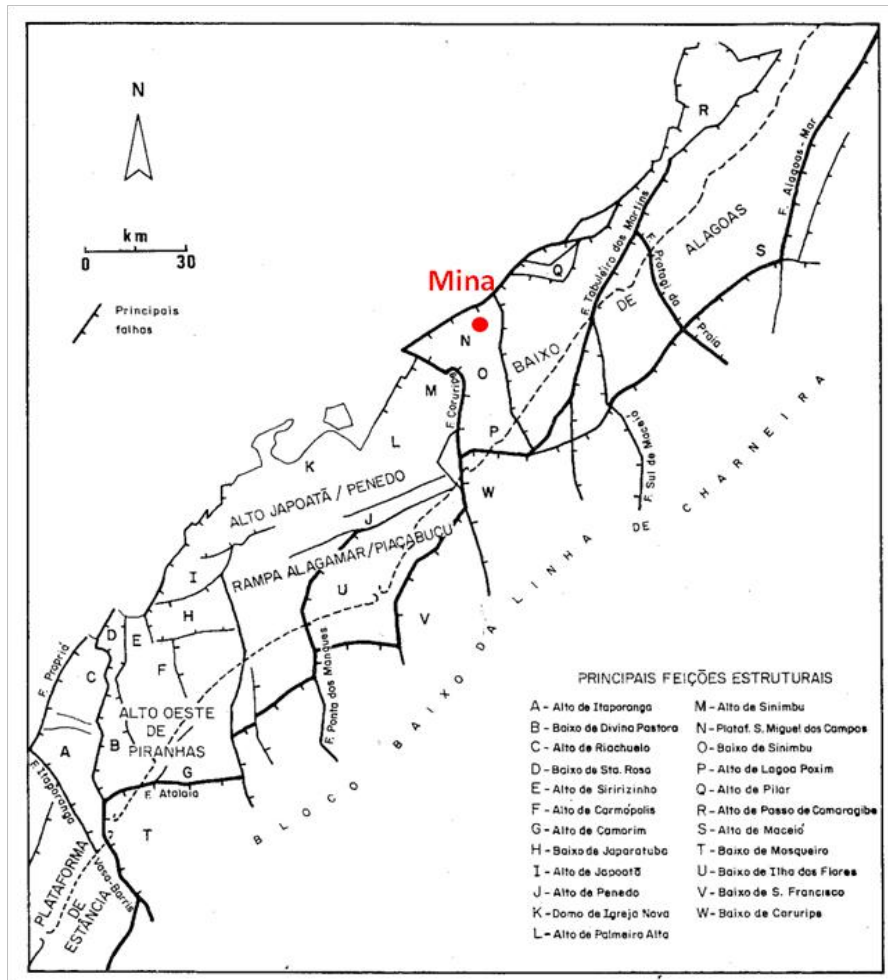 N
km
0 30
Principais
falhas
Mina
R
F. Alagoas-Mar
ALAGOAS
S
F. Tabuleiro dos Martins
F. Pratagi da
Praia
Q
DE
BAIXO
N
O
M
F. Coruripe
P
L
K
F. Sul de Maceió
W
ALTO JAPOATÃ / PENEDO
J
RAMPA ALAGAMAR/PIAÇABUÇU
I
H
U
V
D
E
F. Propriá
C
F
F. Ponta dos Mangues
ALTO OESTE
DE
PIRANHAS
B
A
G
F. Atalaia
F. Itaporanga
T
Vasa-Barris
PLATAFORMA
DE
ESTÂNCIA
BLOCO BAIXO DA LINHA DE CHARNEIRA
PRINCIPAIS FEIÇÕES ESTRUTURAIS
A - Alto de Itaporanga
B - Baixo de Divina Pastora
C - Alto de Riachuelo
D - Baixo de Sta. Rosa
E - Alto de Siririzinho
F - Alto de Carmópolis
G - Alto de Camorim
H - Baixo de Japaratuba
I - Alto de Japoatã
J - Alto de Penedo
K - Domo de Igreja Nova
L - Alto de Palmeira Alta
M - Alto de Sinimbu
N - Plataf. S. Miguel dos Campos
O - Baixo de Sinimbu
P - Alto de Lagoa Poxim
Q - Alto de Pilar
R - Alto de Passo de Camaragibe
S - Alto de Maceió
T - Baixo de Mosqueiro
U - Baixo de Ilha das Flores
V - Baixo de S. Francisco
W - Baixo de Coruripe